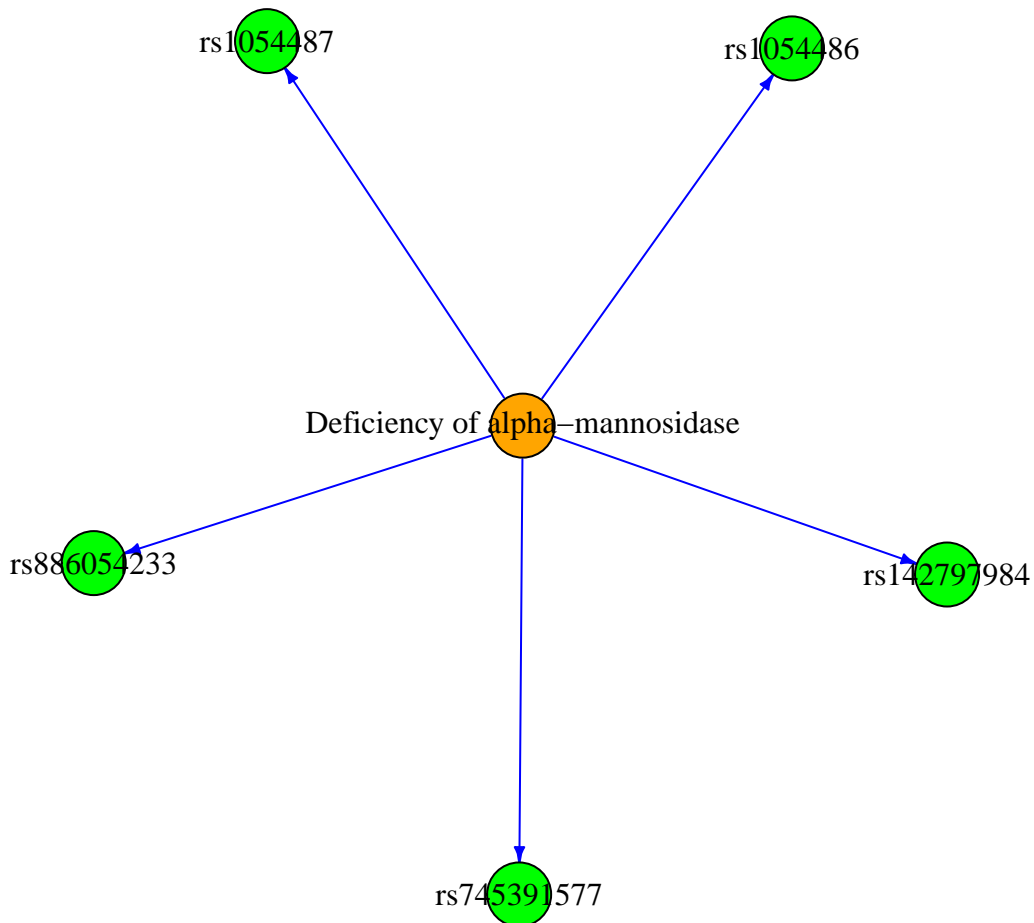 rs1054487
rs1054486
Deficiency of alpha−mannosidase
rs886054233
rs142797984
rs745391577